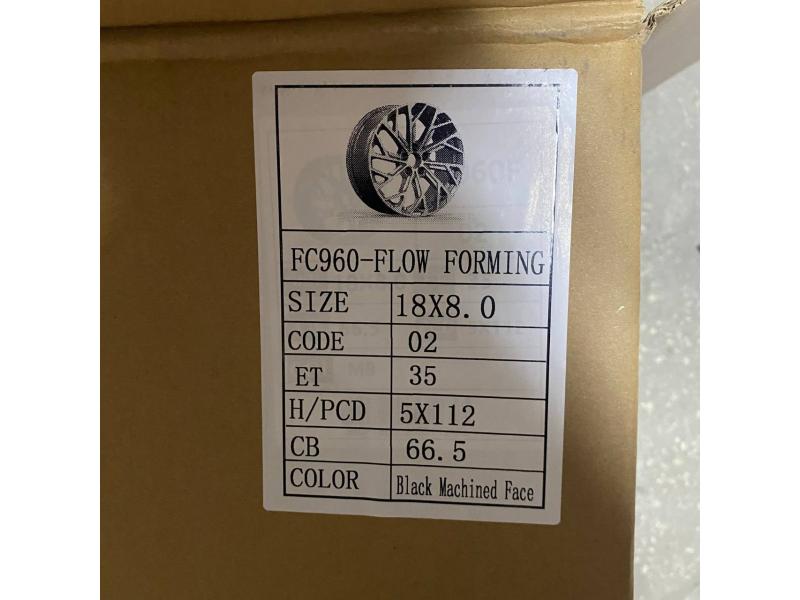 FC960-FLOW FORMING
SIZE 18X8.0
CODE 02
ET 35
H/PCD 5X112
CB 66.5
COLOR Black Machined Face